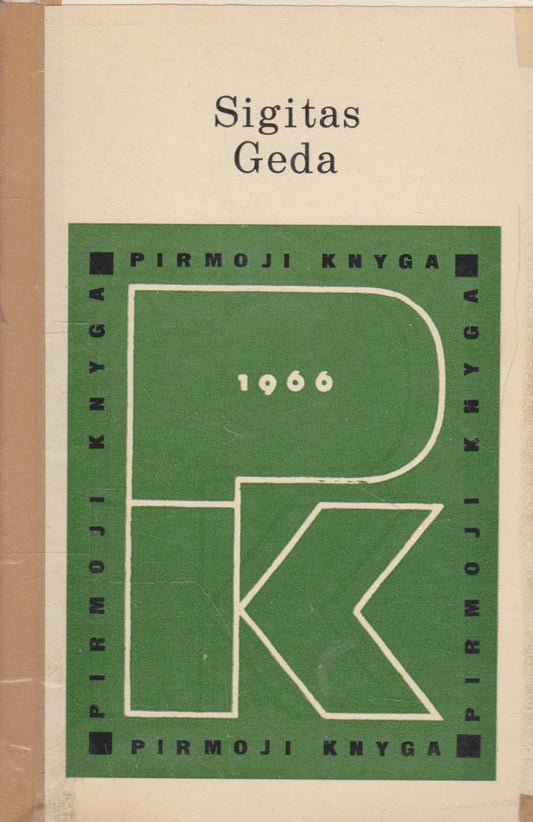 Sigitas
Geda
PIRMOJI KNYGA
PIRMOJI KNYGA
PIRMOJI KNYGA
1966
PK
PIRMOJI KNYGA